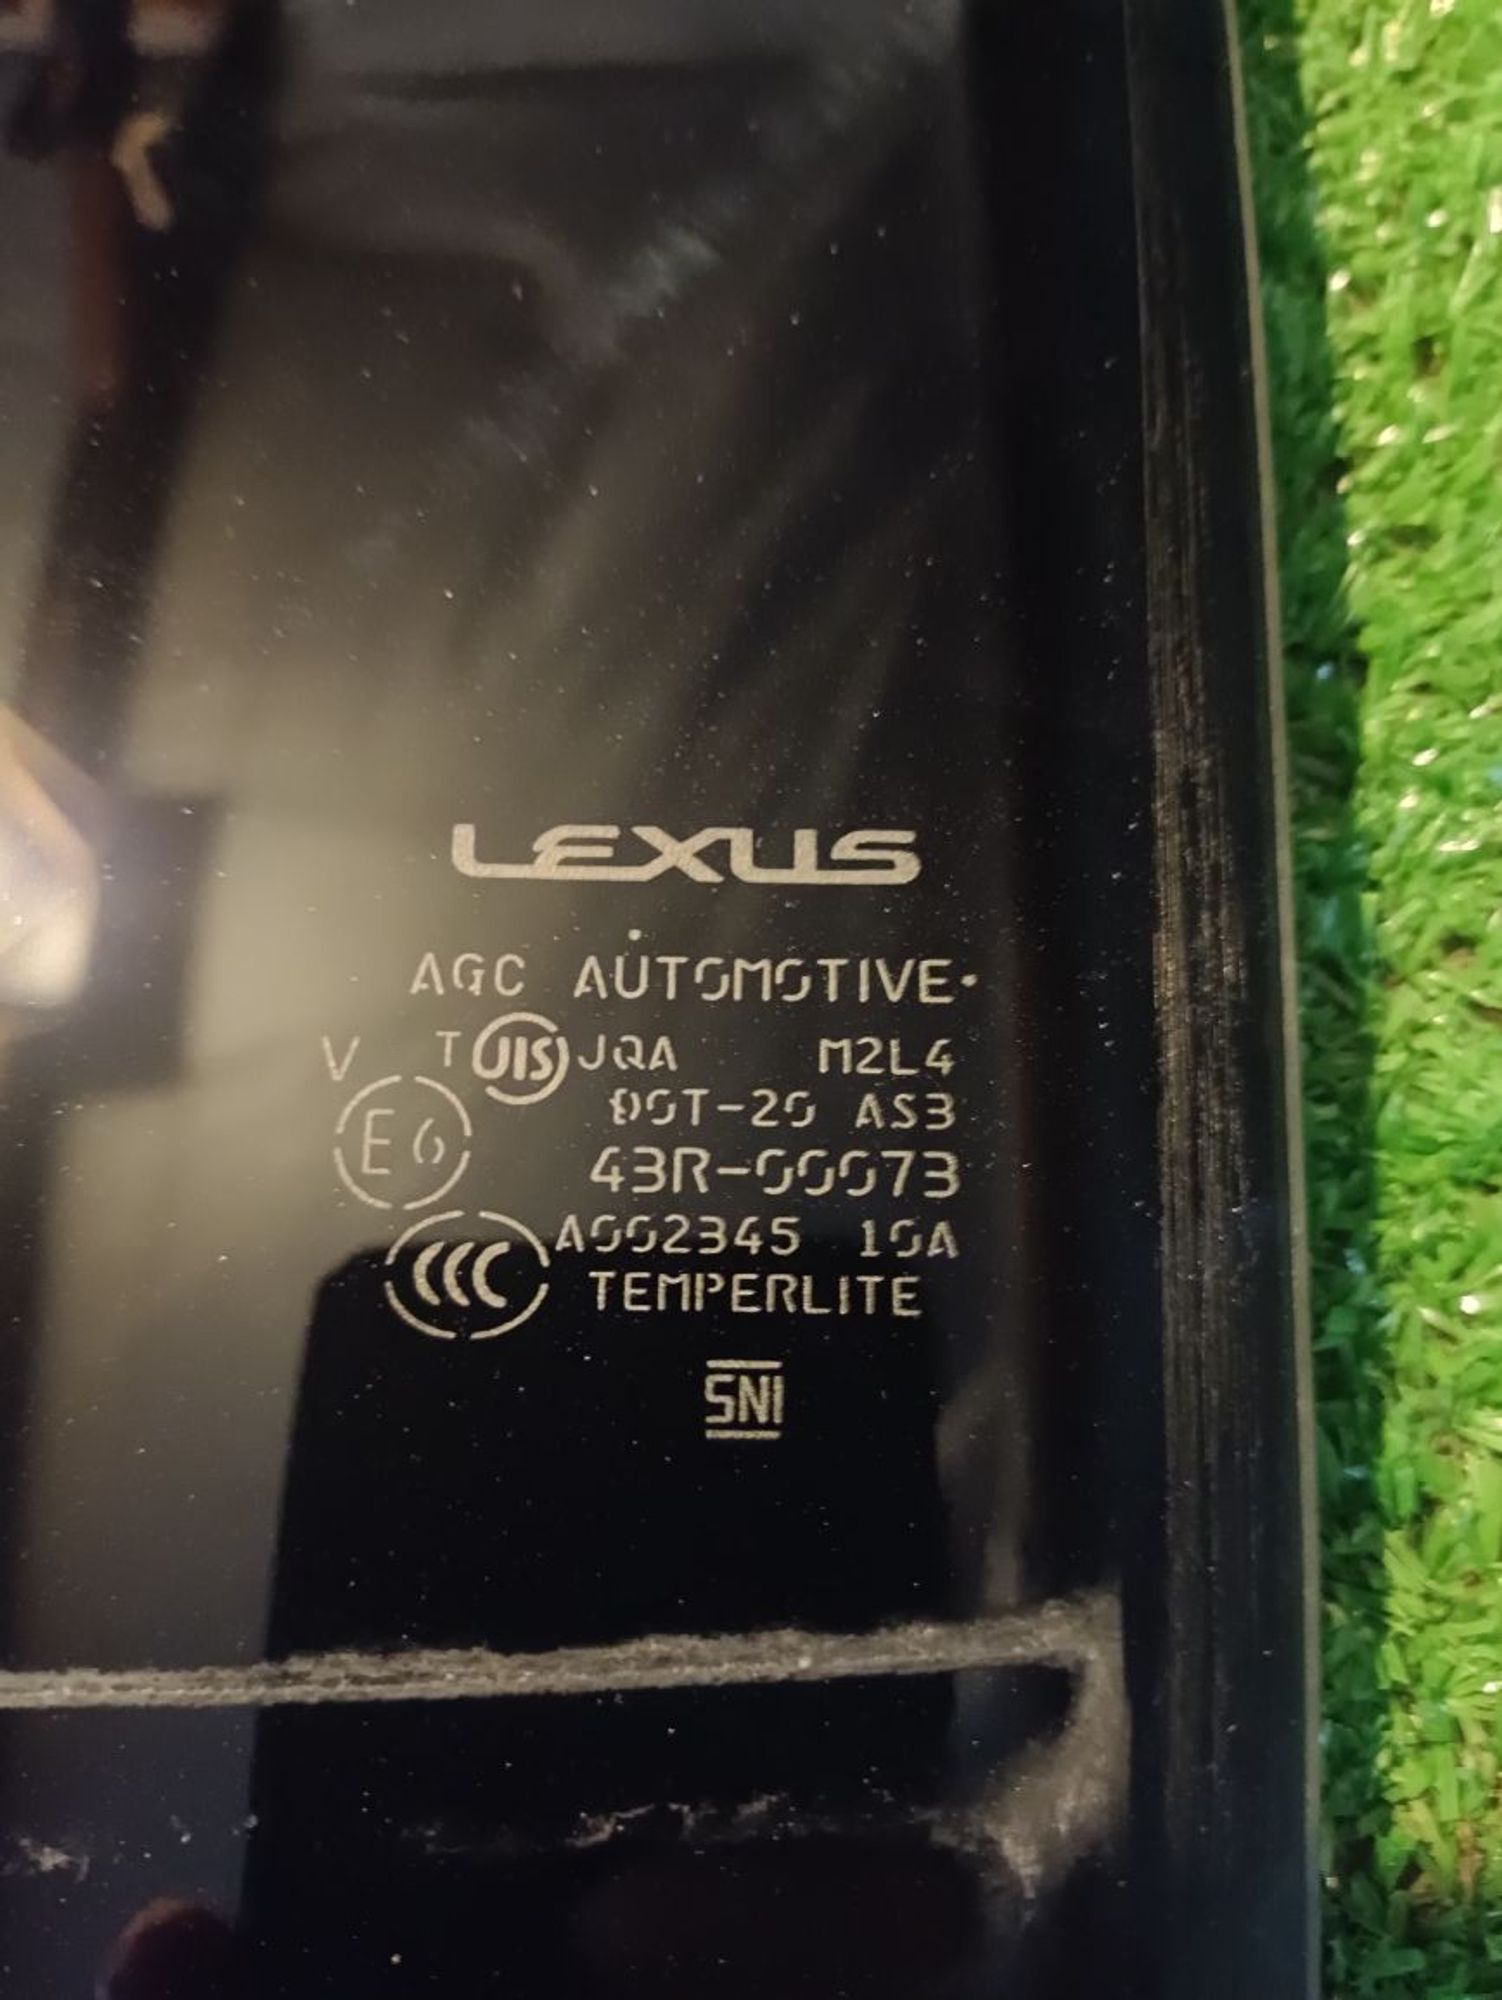 LEXUS
AGC AUTOMOTIVE
V T JIS JQA M2L4
DOT-20 AS3
E6 43R-00073
CCC A002345 10A
TEMPERLITE
SNI